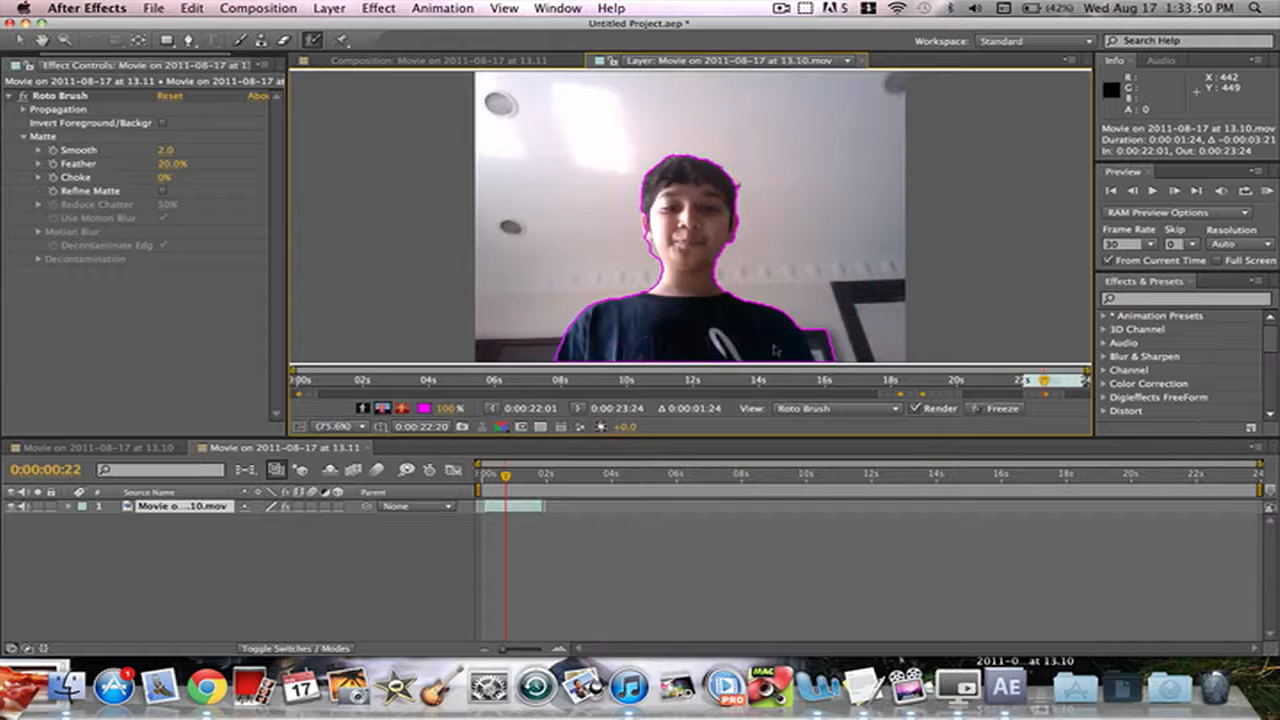 After Effects File Edit Composition Layer Effect Animation View Window Help 5 1 (42%) Wed Aug 17 1:33:50 PM
Untitled Project.aep *
Workspace: Standard Search Help
Effect Controls: Movie on 2011-08-17 at 1 Composition: Movie on 2011-08-17 at 13.11 Layer: Movie on 2011-08-17 at 13.10.mov Info Audio
Movie on 2011-08-17 at 13.11 • Movie on 2011-08-17 at
fx Roto Brush Reset Abou
Propagation
Invert Foreground/Backgr
Matte
Smooth 2.0
Feather 20.0%
Choke 0%
Refine Matte
Reduce Chatter 50%
Use Motion Blur
Motion Blur
Decontaminate Edg
Decontamination
R: X: 442
G: Y: 449
B:
A: 0
Movie on 2011-08-17 at 13.10.mov
Duration: 0:00:01:24, Δ -0:00:03:21)
In: 0:00:22:01, Out: 0:00:23:24
Preview
RAM Preview Options
Frame Rate Skip Resolution
30 0 Auto
From Current Time Full Screen
Effects & Presets
* Animation Presets
3D Channel
Audio
Blur & Sharpen
Channel
Color Correction
Digieffects FreeForm
Distort
:00s 02s 04s 06s 08s 10s 12s 14s 16s 18s 20s
100 % 0:00:22:01 0:00:23:24 Δ 0:00:01:24 View: Roto Brush Render Freeze
(75.6%) 0:00:22:20 +0.0
Movie on 2011-08-17 at 13.10 Movie on 2011-08-17 at 13.11
0:00:00:22
:00s 02s 04s 06s 08s 10s 12s 14s 16s 18s 20s 22s 24
# Source Name Parent
1 Movie o....10.mov None
Toggle Switches / Modes
2011-0...at 13.10
1
17
PRO
MAC
AE